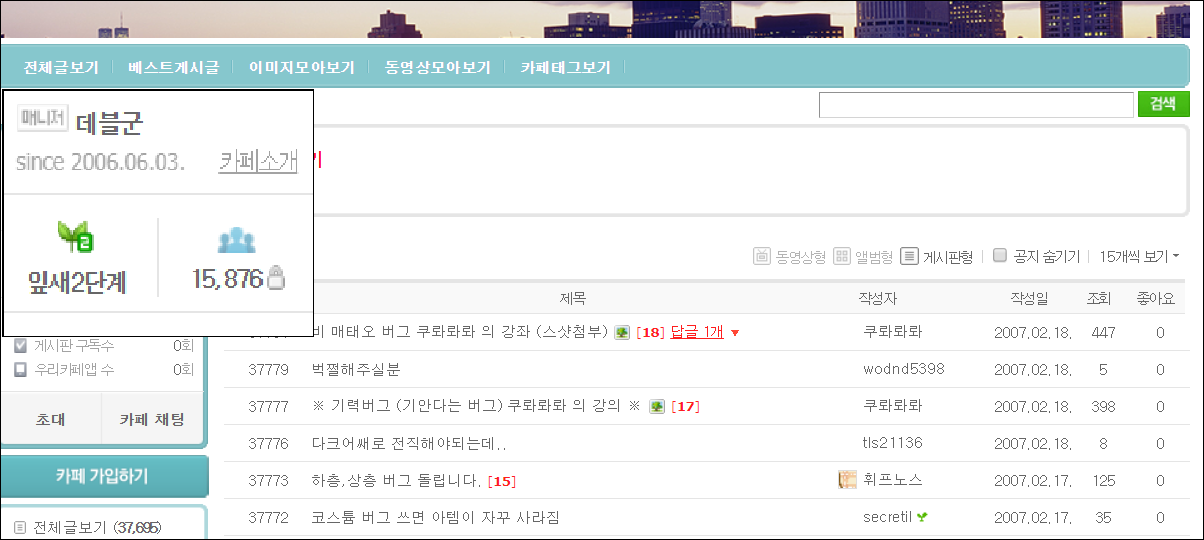 전체글보기 베스트게시글 이미지모아보기 동영상모아보기 카페태그보기
검색
매니저 데블군
since 2006.06.03. 카페소개
기
잎새2단계 15,876
동영상형 앨범형 게시판형 공지 숨기기 15개씩 보기
제목 작성자 작성일 조회 좋아요
비 매태오 버그 쿠롸롸롸 의 강좌 (스샷첨부) [18] 답글 1개 쿠롸롸롸 2007.02.18. 447 0
게시판 구독수 0회
우리카페앱 수 0회
37779 벅쩔해주실분 wodnd5398 2007.02.18. 5 0
37777 ※ 기력버그 (기안다는 버그) 쿠롸롸롸 의 강의 ※ [17] 쿠롸롸롸 2007.02.18. 398 0
초대 카페 채팅
37776 다크어쌔로 전직해야되는데.. tls21136 2007.02.18. 8 0
37773 하층,상층 버그 돌립니다. [15] 휘프노스 2007.02.17. 125 0
카페 가입하기
37772 코스튬 버그 쓰면 아템이 자꾸 사라짐 secretil 2007.02.17. 35 0
전체글보기 (37,695)